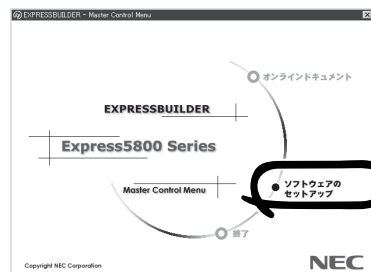 EXPRESSBUILDER - Master Control Menu
オンラインドキュメント
EXPRESSBUILDER
Express5800 Series
ソフトウェアの
セットアップ
Master Control Menu
終了
Copyright NEC Corporation
NEC